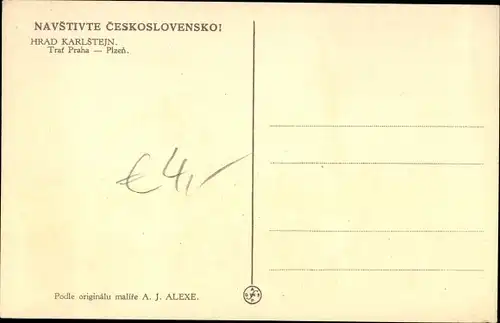 NAVŠTIVTE ČESKOSLOVENSKO!
HRAD KARLŠTEJN.
Trať Praha — Plzeň.
€ 4,-
Podle originálu malíře A. J. ALEXE.